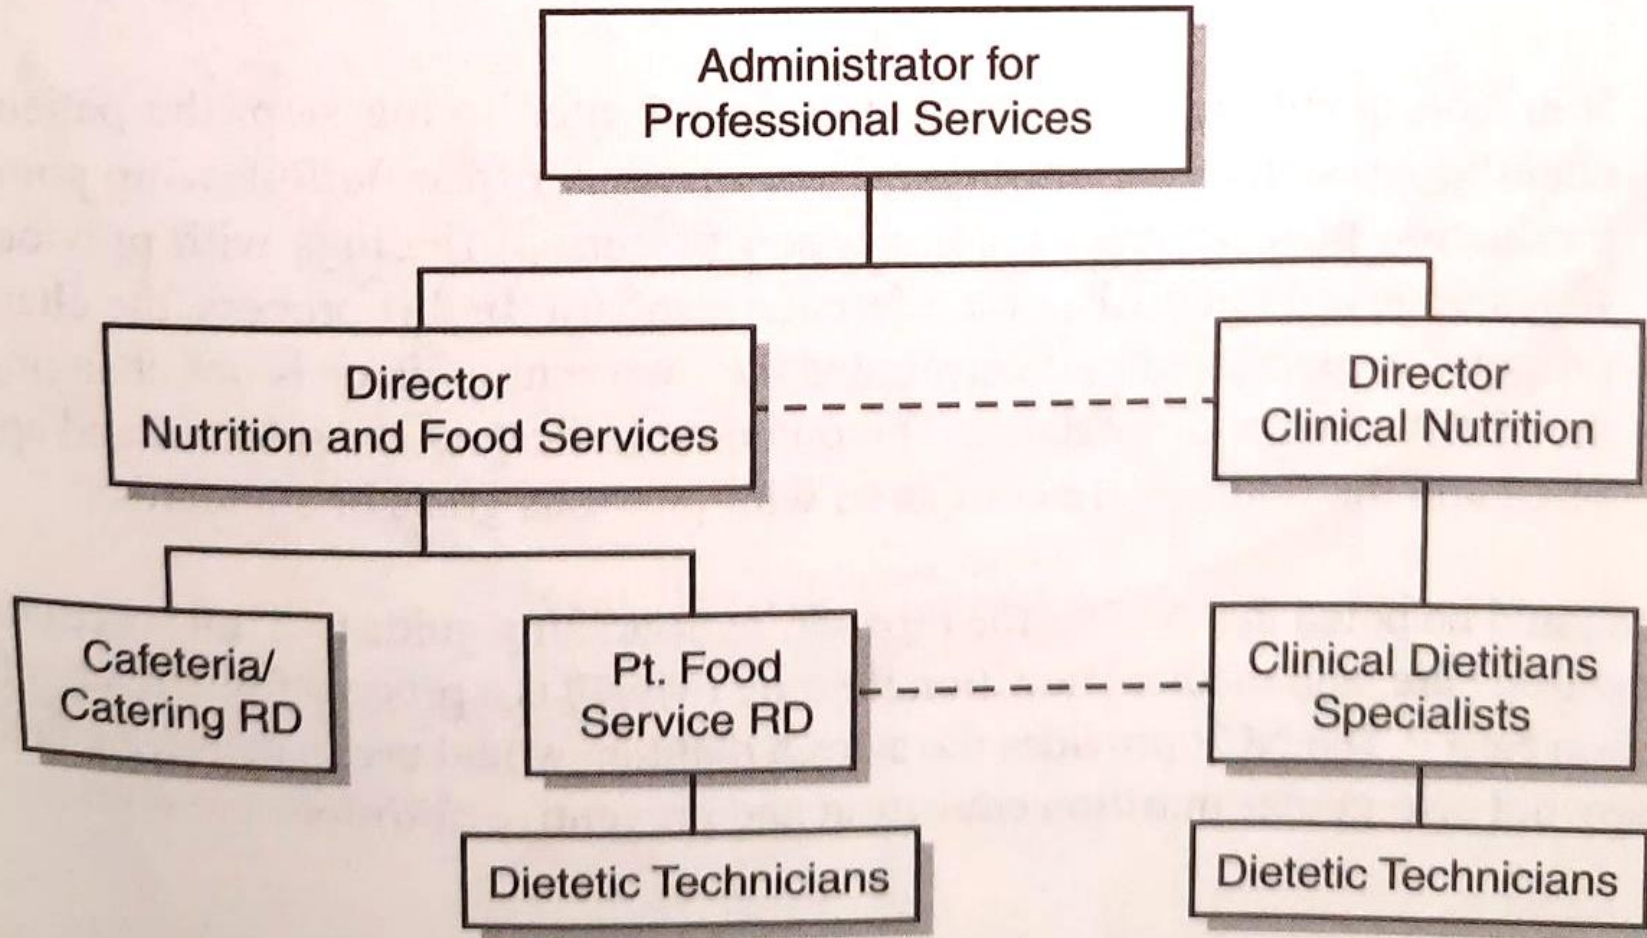 Administrator for
Professional Services
Director
Nutrition and Food Services
Director
Clinical Nutrition
Cafeteria/
Catering RD
Pt. Food
Service RD
Clinical Dietitians
Specialists
Dietetic Technicians
Dietetic Technicians